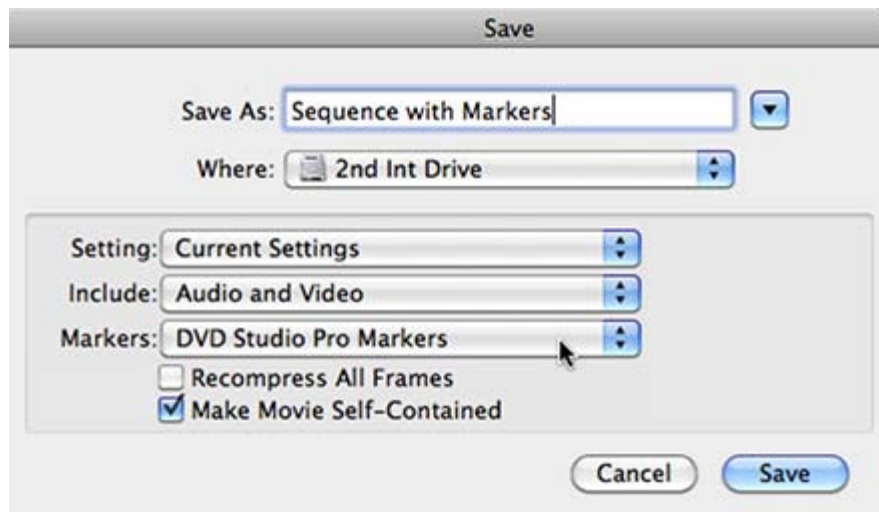 Save
Save As: Sequence with Markers
Where: 2nd Int Drive
Setting: Current Settings
Include: Audio and Video
Markers: DVD Studio Pro Markers
Recompress All Frames
Make Movie Self-Contained
Cancel Save